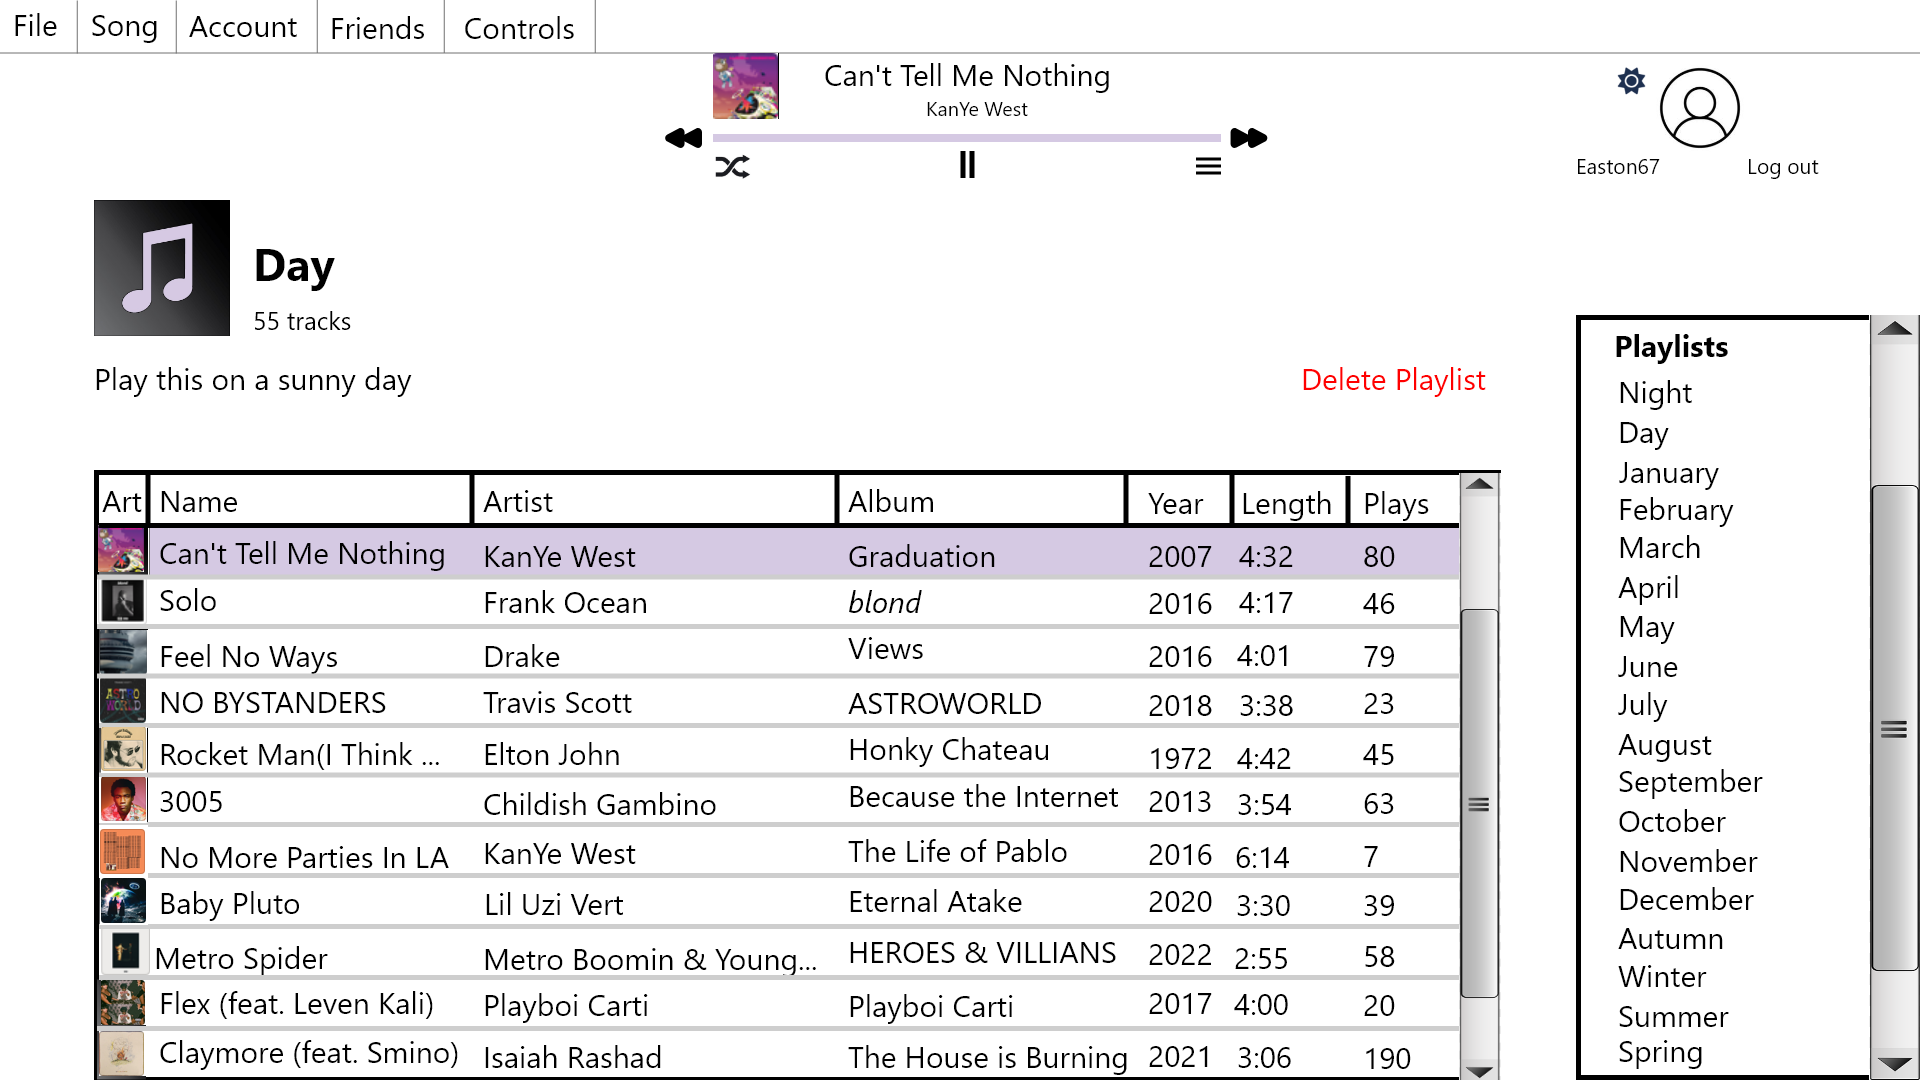 File Song Account Friends Controls
Can't Tell Me Nothing
KanYe West
Easton67 Log out
Day
55 tracks
Play this on a sunny day
Delete Playlist
Art Name Artist Album Year Length Plays
Can't Tell Me Nothing KanYe West Graduation 2007 4:32 80
Solo Frank Ocean blond 2016 4:17 46
Feel No Ways Drake Views 2016 4:01 79
NO BYSTANDERS Travis Scott ASTROWORLD 2018 3:38 23
Rocket Man(I Think ... Elton John Honky Chateau 1972 4:42 45
3005 Childish Gambino Because the Internet 2013 3:54 63
No More Parties In LA KanYe West The Life of Pablo 2016 6:14 7
Baby Pluto Lil Uzi Vert Eternal Atake 2020 3:30 39
Metro Spider Metro Boomin & Young... HEROES & VILLIANS 2022 2:55 58
Flex (feat. Leven Kali) Playboi Carti Playboi Carti 2017 4:00 20
Claymore (feat. Smino) Isaiah Rashad The House is Burning 2021 3:06 190
Playlists
Night
Day
January
February
March
April
May
June
July
August
September
October
November
December
Autumn
Winter
Summer
Spring